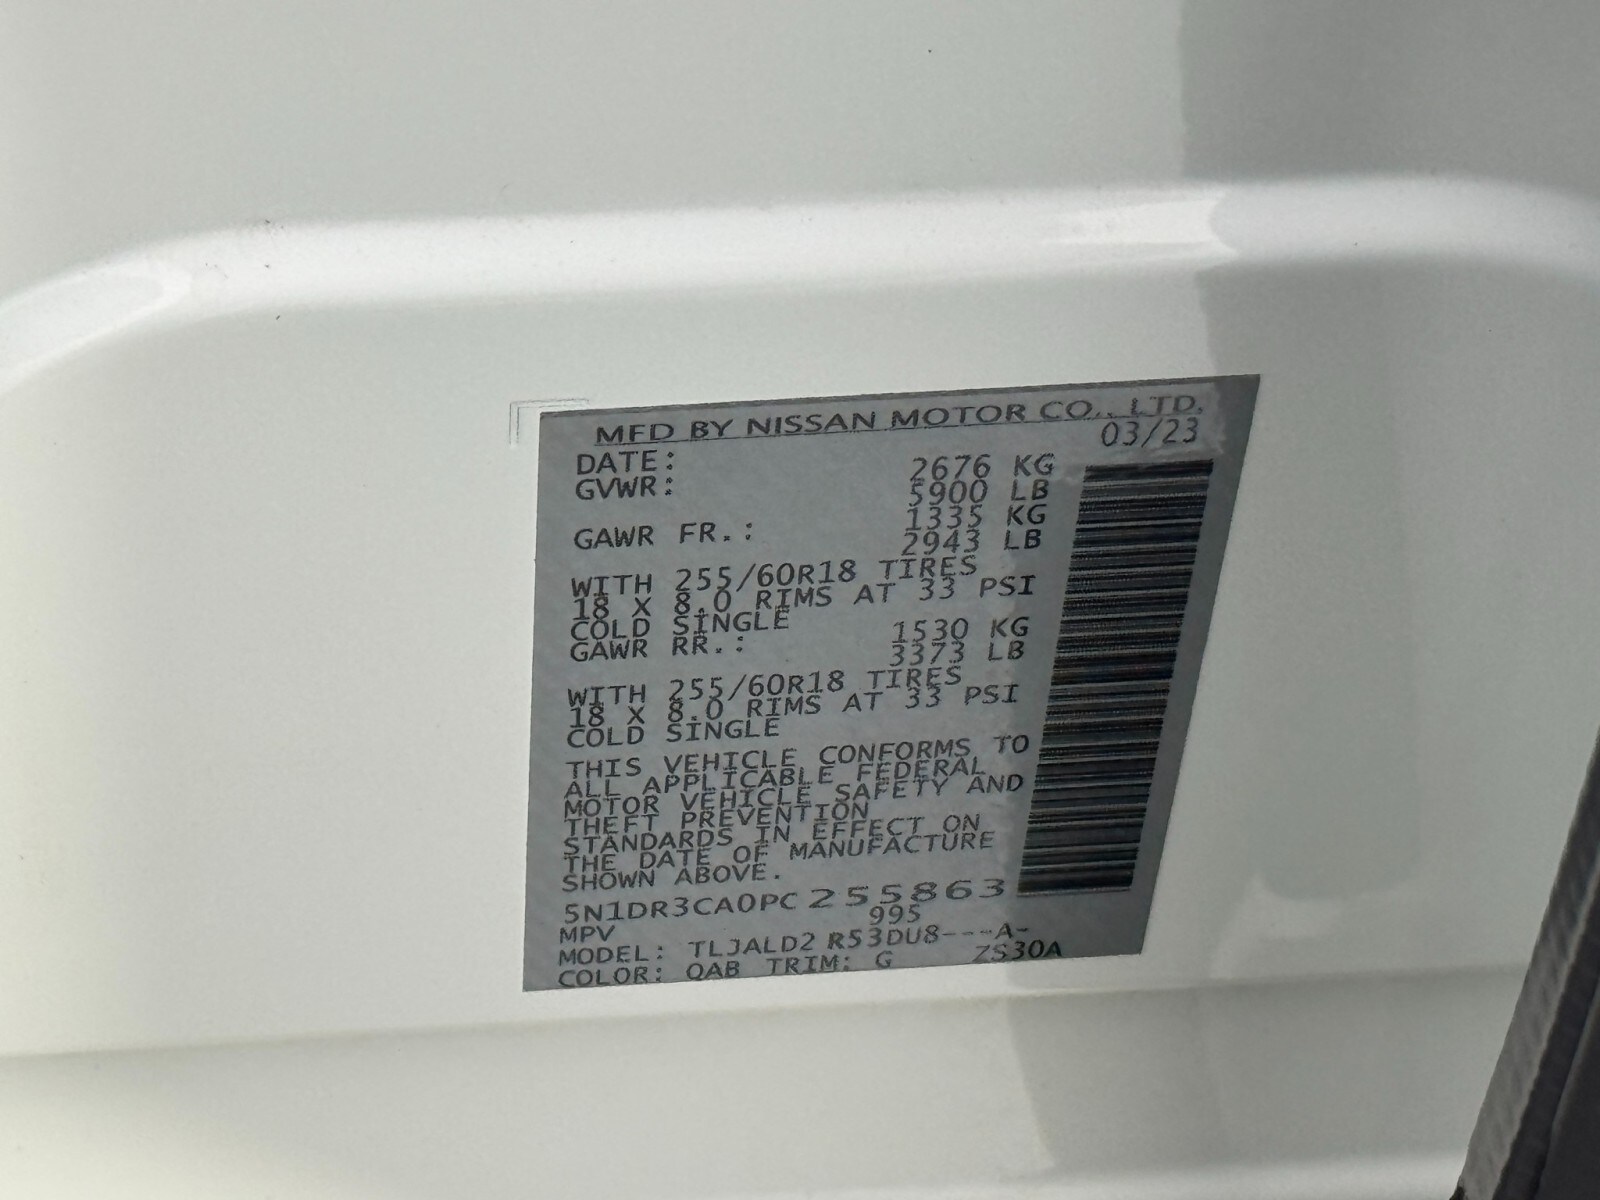 MFD BY NISSAN MOTOR CO., LTD.
DATE: 03/23
GVWR: 2676 KG
5900 LB
GAWR FR.: 1335 KG
2943 LB
WITH 255/60R18 TIRES
18 X 8.0 RIMS AT 33 PSI
COLD SINGLE
GAWR RR.: 1530 KG
3373 LB
WITH 255/60R18 TIRES
18 X 8.0 RIMS AT 33 PSI
COLD SINGLE
THIS VEHICLE CONFORMS TO
ALL APPLICABLE FEDERAL
MOTOR VEHICLE SAFETY AND
THEFT PREVENTION
STANDARDS IN EFFECT ON
THE DATE OF MANUFACTURE
SHOWN ABOVE.
5N1DR3CA0PC255863
MPV 995
MODEL: TLJALD2 R53DU8---A-
COLOR: QAB TRIM: G ZS30A